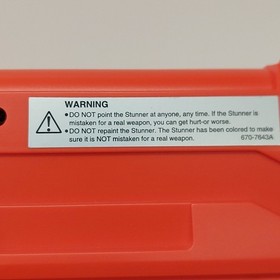 WARNING
• DO NOT point the Stunner at anyone, any time. If the Stunner is
mistaken for a real weapon, you can get hurt-or worse.
• DO NOT repaint the Stunner. The Stunner has been colored to make
sure it is NOT mistaken for a real weapon.
670-7643A